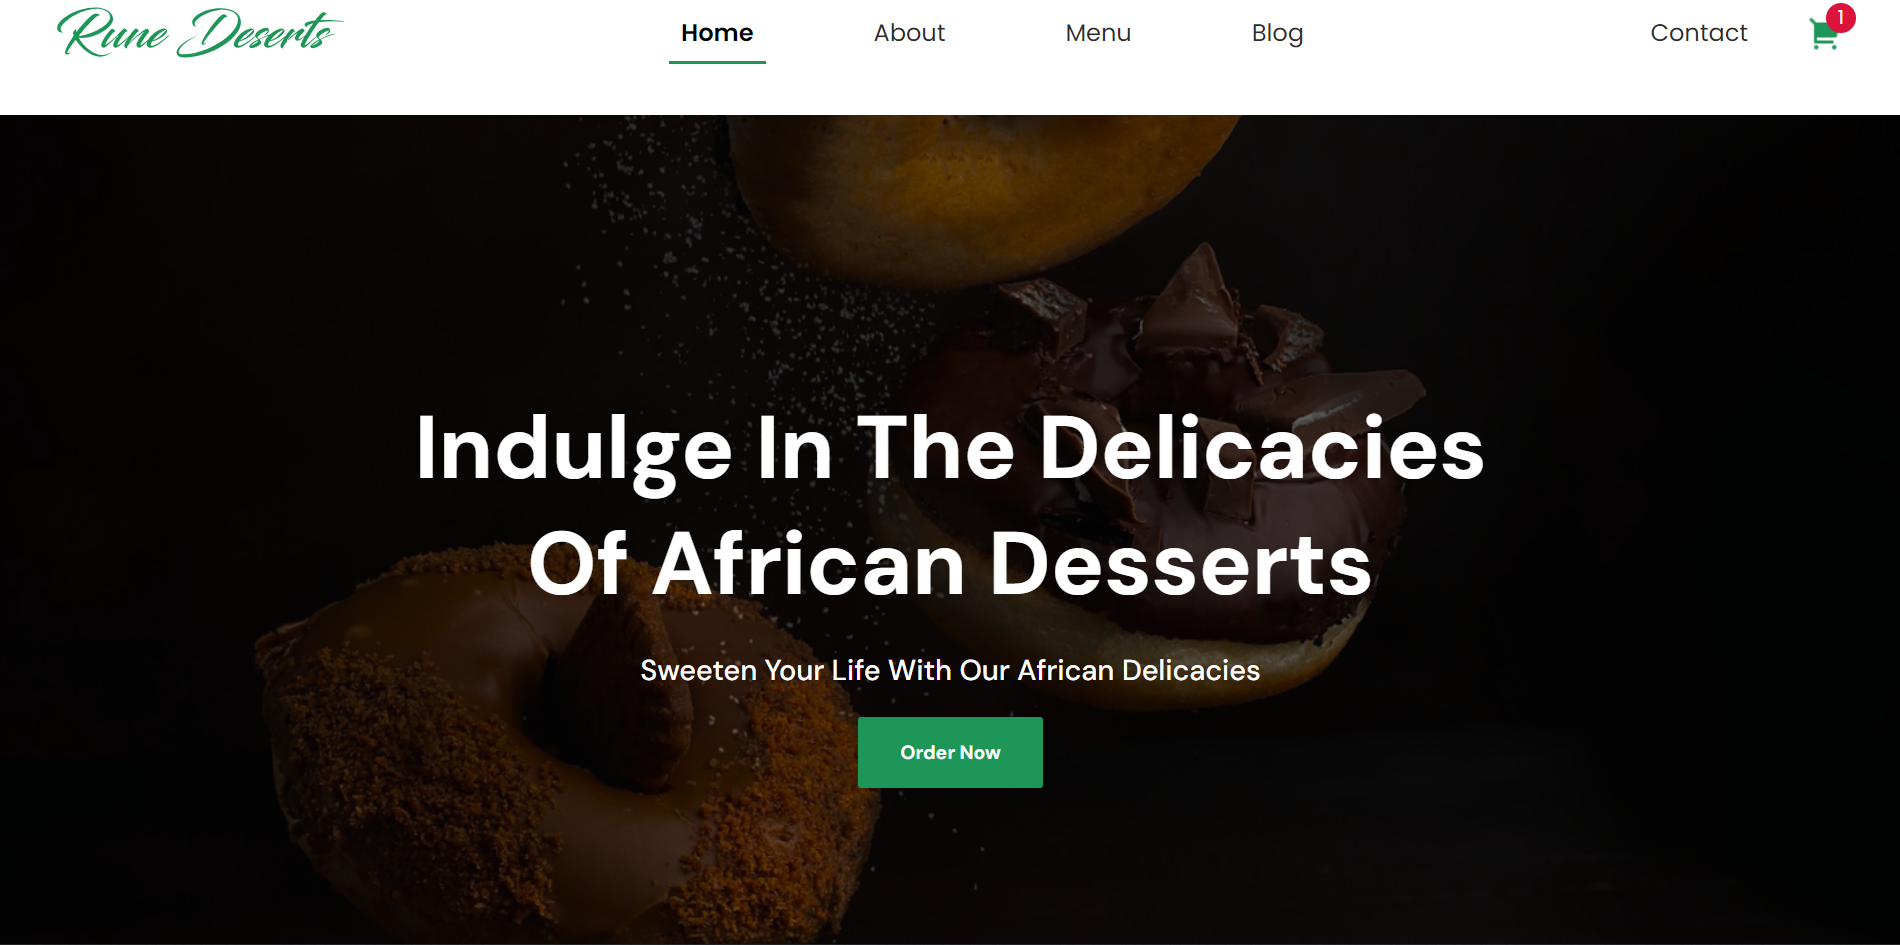 Rune Deserts
Home
About
Menu
Blog
Contact
1
Indulge In The Delicacies
Of African Desserts
Sweeten Your Life With Our African Delicacies
Order Now